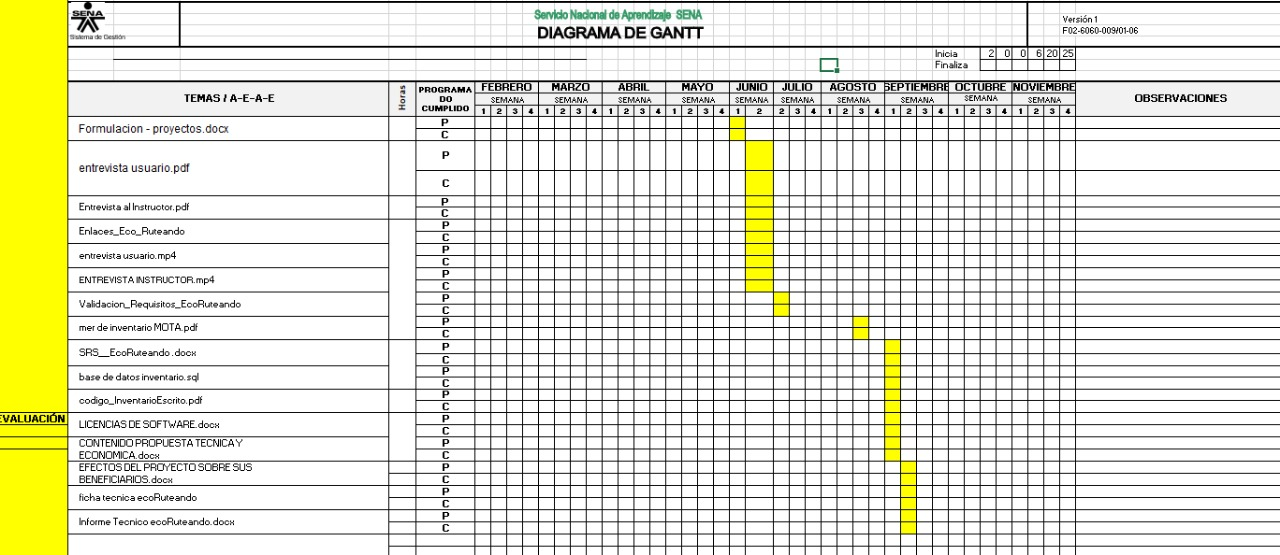 SENA
Sistema de Gestión
Servicio Nacional de Aprendizaje SENA
DIAGRAMA DE GANTT
Versión 1
F02-6060-009/01-06
Inicia 2 0 0 6 20 25
Finaliza
TEMAS / A-E-A-E
Horas
PROGRAMA
DO
CUMPLIDO
FEBRERO MARZO ABRIL MAYO JUNIO JULIO AGOSTO SEPTIEMBRE OCTUBRE NOVIEMBRE
SEMANA SEMANA SEMANA SEMANA SEMANA SEMANA SEMANA SEMANA SEMANA SEMANA
1 2 3 4 1 2 3 4 1 2 3 4 1 2 3 4 1 2 1 2 3 1 2 3 4 1 2 3 4 1 2 3 4 1 2 3 4
OBSERVACIONES
Formulacion - proyectos.docx
P
C
entrevista usuario.pdf
P
C
Entrevista al Instructor.pdf
P
C
Enlaces_Eco_Ruteando
P
C
entrevista usuario.mp4
P
C
ENTREVISTA INSTRUCTOR.mp4
P
C
Validacion_Requisitos_EcoRuteando
P
C
mer de inventario MOTA.pdf
P
C
SRS__EcoRuteando .docx
P
C
base de datos inventario.sql
P
C
codigo_InventarioEscrito.pdf
P
C
EVALUACIÓN
LICENCIAS DE SOFTWARE.docx
P
C
CONTENIDO PROPUESTA TECNICA Y
ECONOMICA.docx
P
C
EFECTOS DEL PROYECTO SOBRE SUS
BENEFICIARIOS.docx
P
C
ficha tecnica ecoRuteando
P
C
Informe Tecnico ecoRuteando.docx
P
C